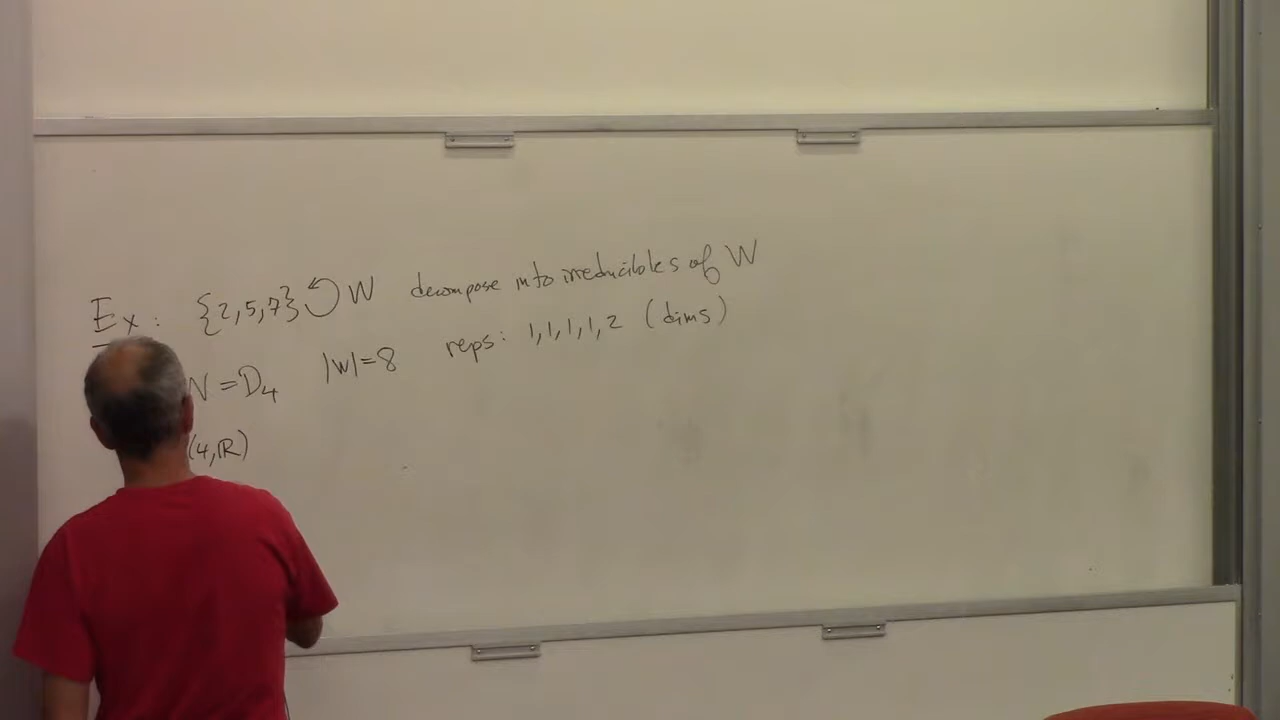 Ex: {2,5,7} ↺ W decompose into irreducibles of W
= D₄ |W|=8 reps: 1,1,1,1,2 (dims)
(4,ℝ)